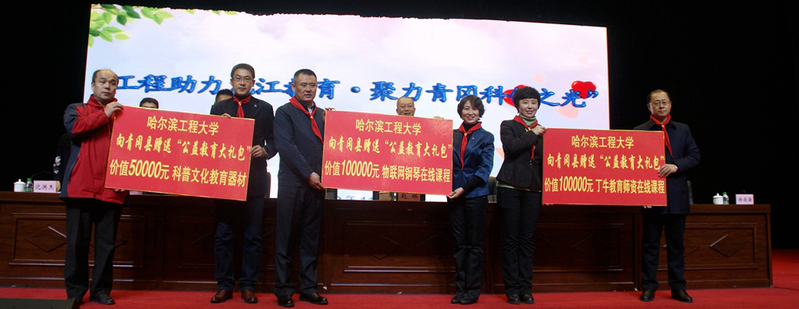 工程助力 江 育·聚力青冈科 之光”
哈尔滨工程大学
向青冈县赠送“公益教育大礼包”
价值50000元 科普文化教育器材
哈尔滨工程大学
向青冈县赠送“公益教育大礼包”
价值100000元 物联网钢琴在线课程
哈尔滨工程大学
向青冈县赠送“公益教育大礼包”
价值100000元 丁牛教育师资在线课程